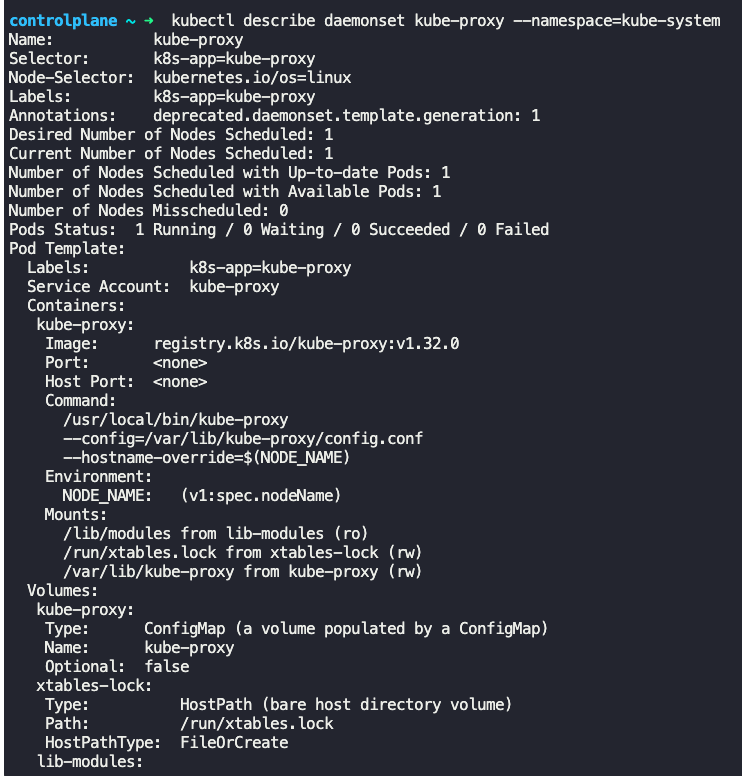 controlplane ~ ➜  kubectl describe daemonset kube-proxy --namespace=kube-system
Name:           kube-proxy
Selector:       k8s-app=kube-proxy
Node-Selector:  kubernetes.io/os=linux
Labels:         k8s-app=kube-proxy
Annotations:    deprecated.daemonset.template.generation: 1
Desired Number of Nodes Scheduled: 1
Current Number of Nodes Scheduled: 1
Number of Nodes Scheduled with Up-to-date Pods: 1
Number of Nodes Scheduled with Available Pods: 1
Number of Nodes Misscheduled: 0
Pods Status:  1 Running / 0 Waiting / 0 Succeeded / 0 Failed
Pod Template:
  Labels:           k8s-app=kube-proxy
  Service Account:  kube-proxy
  Containers:
   kube-proxy:
    Image:      registry.k8s.io/kube-proxy:v1.32.0
    Port:       <none>
    Host Port:  <none>
    Command:
      /usr/local/bin/kube-proxy
      --config=/var/lib/kube-proxy/config.conf
      --hostname-override=$(NODE_NAME)
    Environment:
      NODE_NAME:   (v1:spec.nodeName)
    Mounts:
      /lib/modules from lib-modules (ro)
      /run/xtables.lock from xtables-lock (rw)
      /var/lib/kube-proxy from kube-proxy (rw)
  Volumes:
   kube-proxy:
    Type:      ConfigMap (a volume populated by a ConfigMap)
    Name:      kube-proxy
    Optional:  false
   xtables-lock:
    Type:          HostPath (bare host directory volume)
    Path:          /run/xtables.lock
    HostPathType:  FileOrCreate
   lib-modules: